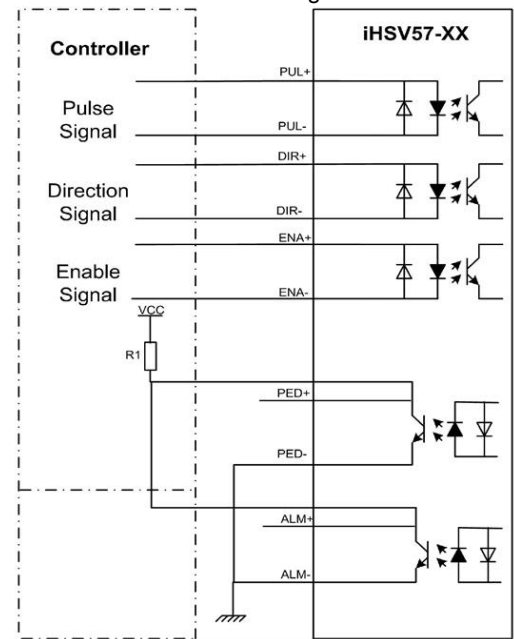 iHSV57-XX
Controller
PUL+
Pulse
Signal
PUL-
DIR+
Direction
Signal
DIR-
ENA+
Enable
Signal
ENA-
VCC
R1
PED+
PED-
ALM+
ALM-